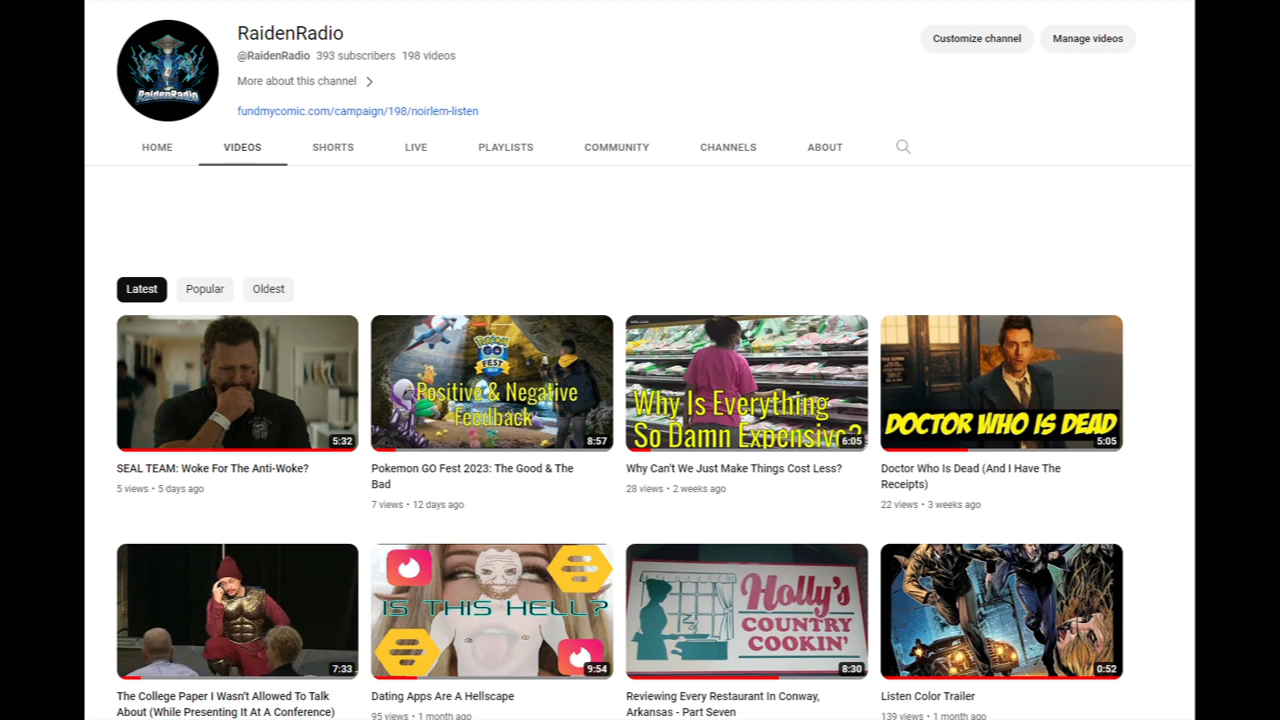 RaidenRadio
@RaidenRadio 393 subscribers 198 videos
More about this channel
fundmycomic.com/campaign/198/noirlem-listen
Customize channel Manage videos
RaidenRadio
HOME VIDEOS SHORTS LIVE PLAYLISTS COMMUNITY CHANNELS ABOUT
Latest Popular Oldest
5:32
Pokémon
GO
FEST
Positive & Negative
Feedback
8:57
Why Is Everything
So Damn Expensive?
6:05
DOCTOR WHO IS DEAD
5:05
SEAL TEAM: Woke For The Anti-Woke?
5 views • 5 days ago
Pokemon GO Fest 2023: The Good & The
Bad
7 views • 12 days ago
Why Can't We Just Make Things Cost Less?
28 views • 2 weeks ago
Doctor Who Is Dead (And I Have The
Receipts)
22 views • 3 weeks ago
7:33
IS THIS HELL?
9:54
Holly's
COUNTRY
COOKIN'
8:30
0:52
The College Paper I Wasn't Allowed To Talk
About (While Presenting It At A Conference)
Dating Apps Are A Hellscape
95 views • 1 month ago
Reviewing Every Restaurant In Conway,
Arkansas - Part Seven
Listen Color Trailer
139 views • 1 month ago